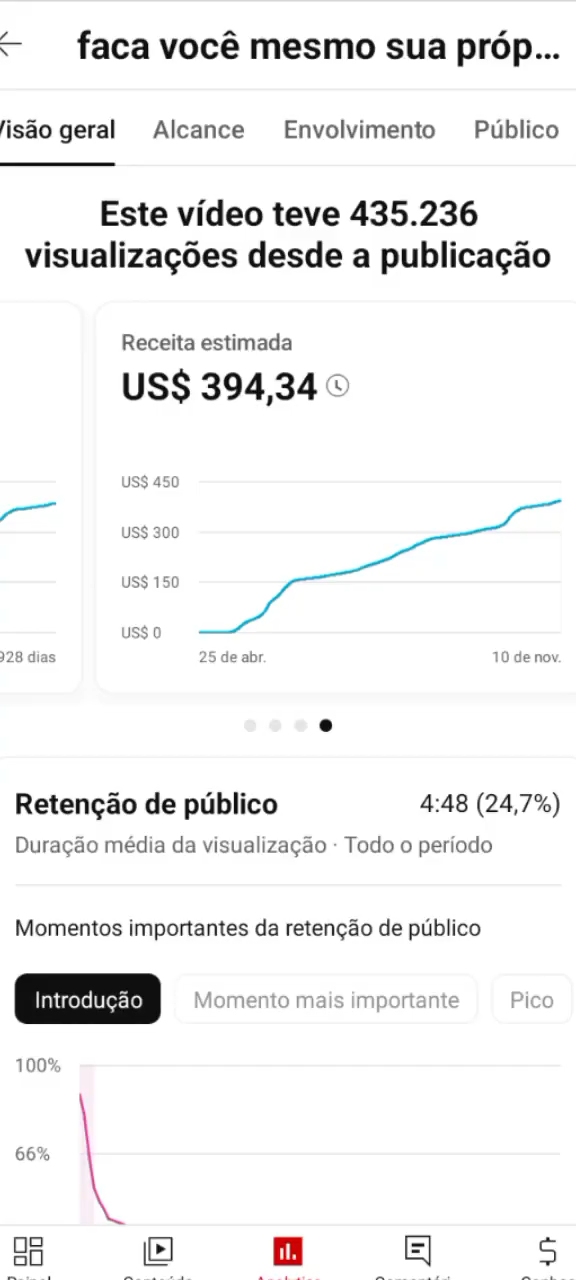 faca você mesmo sua próp...
Visão geral Alcance Envolvimento Público
Este vídeo teve 435.236
visualizações desde a publicação
Receita estimada
US$ 394,34
US$ 450
US$ 300
US$ 150
US$ 0
928 dias 25 de abr. 10 de nov.
Retenção de público 4:48 (24,7%)
Duração média da visualização · Todo o período
Momentos importantes da retenção de público
Introdução Momento mais importante Pico
100%
66%